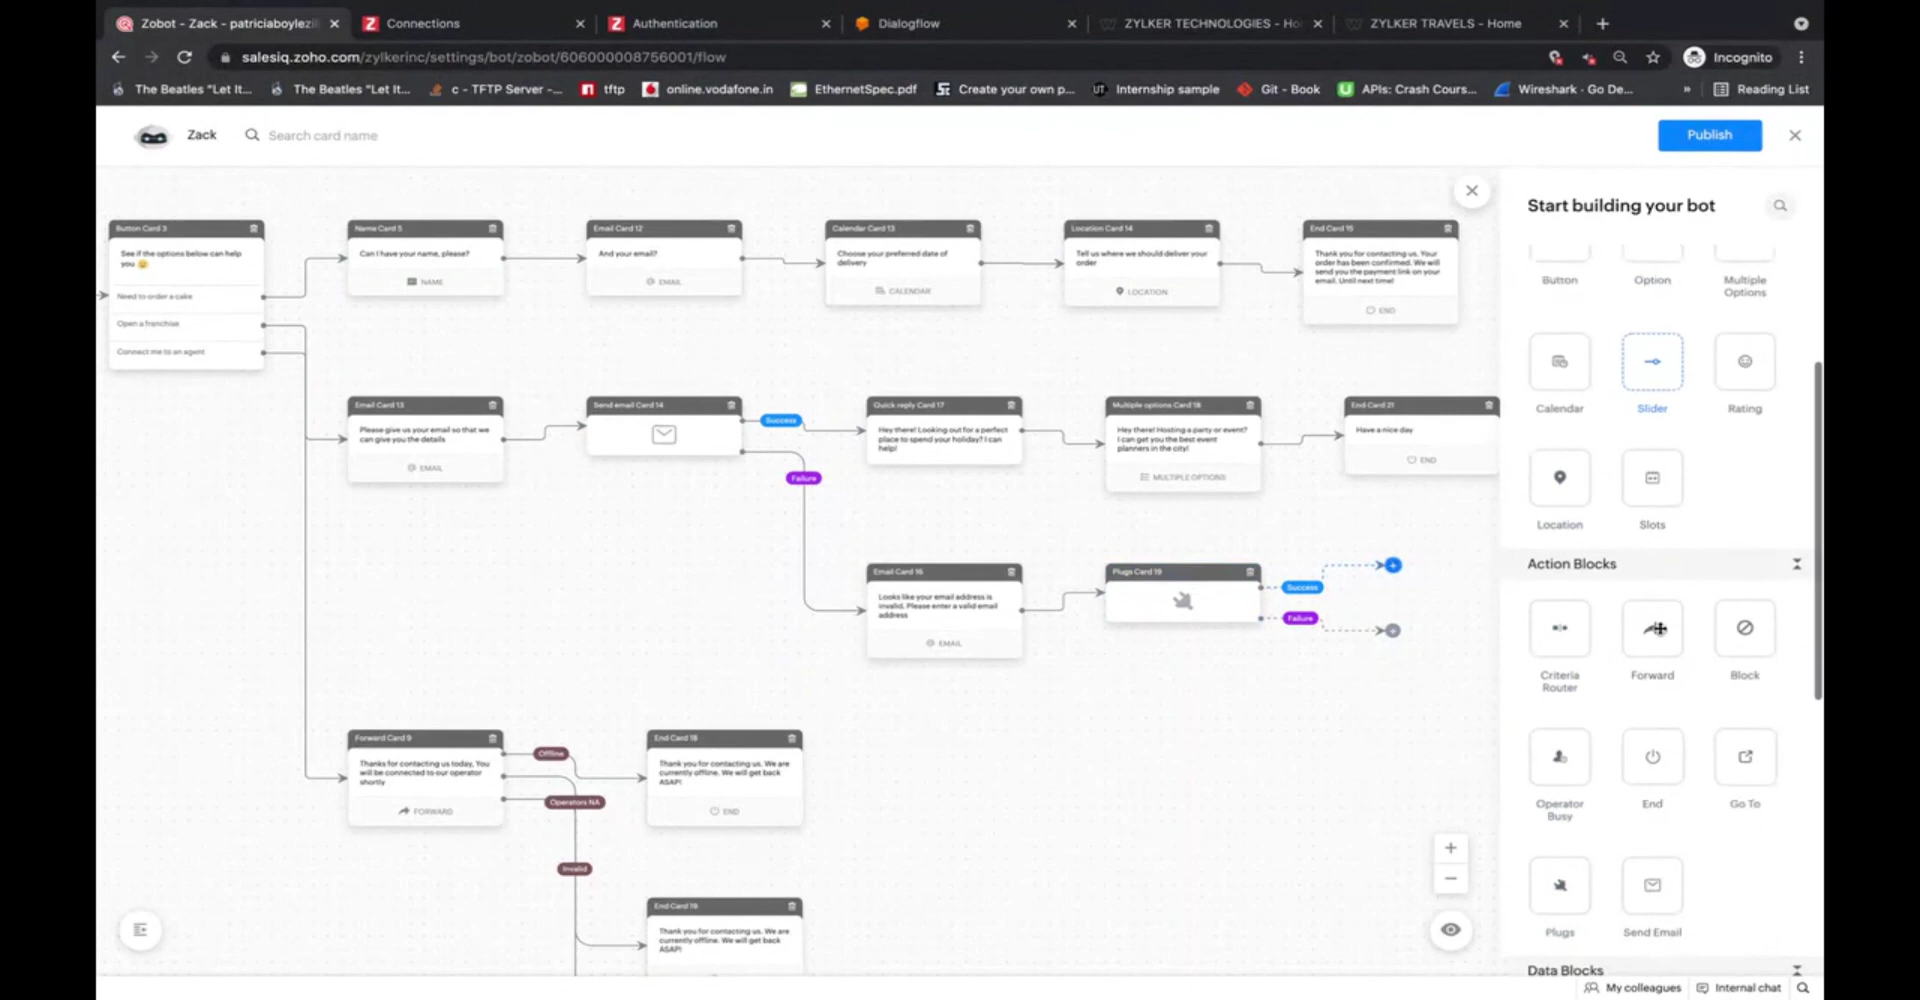 Zobot - Zack - patriciaboylezil
Connections
Authentication
Dialogflow
ZYLKER TECHNOLOGIES - Ho
ZYLKER TRAVELS - Home
salesiq.zoho.com/zylkerinc/settings/bot/zobot/606000008756001/flow
Incognito
The Beatles "Let It...
The Beatles "Let It...
c - TFTP Server -...
tftp
online.vodafone.in
EthernetSpec.pdf
Create your own p...
Internship sample
Git - Book
APIs: Crash Cours...
Wireshark · Go De...
»
Reading List
Zack
Search card name
Publish
Button Card 3
See if the options below can help
you
Need to order a cake
Open a franchise
Connect me to an agent
Name Card 5
Can I have your name, please?
NAME
Email Card 12
And your email?
EMAIL
Calendar Card 13
Choose your preferred date of
delivery
CALENDAR
Location Card 14
Tell us where we should deliver your
order
LOCATION
End Card 15
Thank you for contacting us. Your
order has been confirmed. We will
send you the payment link on your
email. Until next time!
END
Email Card 13
Please give us your email so that we
can give you the details
EMAIL
Send email Card 14
Success
Failure
Quick reply Card 17
Hey there! Looking out for a perfect
place to spend your holiday? I can
help!
Multiple options Card 18
Hey there! Hosting a party or event?
I can get you the best event
planners in the city!
MULTIPLE OPTIONS
End Card 21
Have a nice day
END
Email Card 16
Looks like your email address is
invalid. Please enter a valid email
address
EMAIL
Plugs Card 19
Success
Failure
Forward Card 9
Thanks for contacting us today, You
will be connected to our operator
shortly
FORWARD
Offline
Operators NA
Invalid
End Card 18
Thank you for contacting us. We are
currently offline. We will get back
ASAP!
END
End Card 19
Thank you for contacting us. We are
currently offline. We will get back
ASAP!
Start building your bot
Button
Option
Multiple
Options
Calendar
Slider
Rating
Location
Slots
Action Blocks
Criteria
Router
Forward
Block
Operator
Busy
End
Go To
Plugs
Send Email
Data Blocks
My colleagues
Internal chat